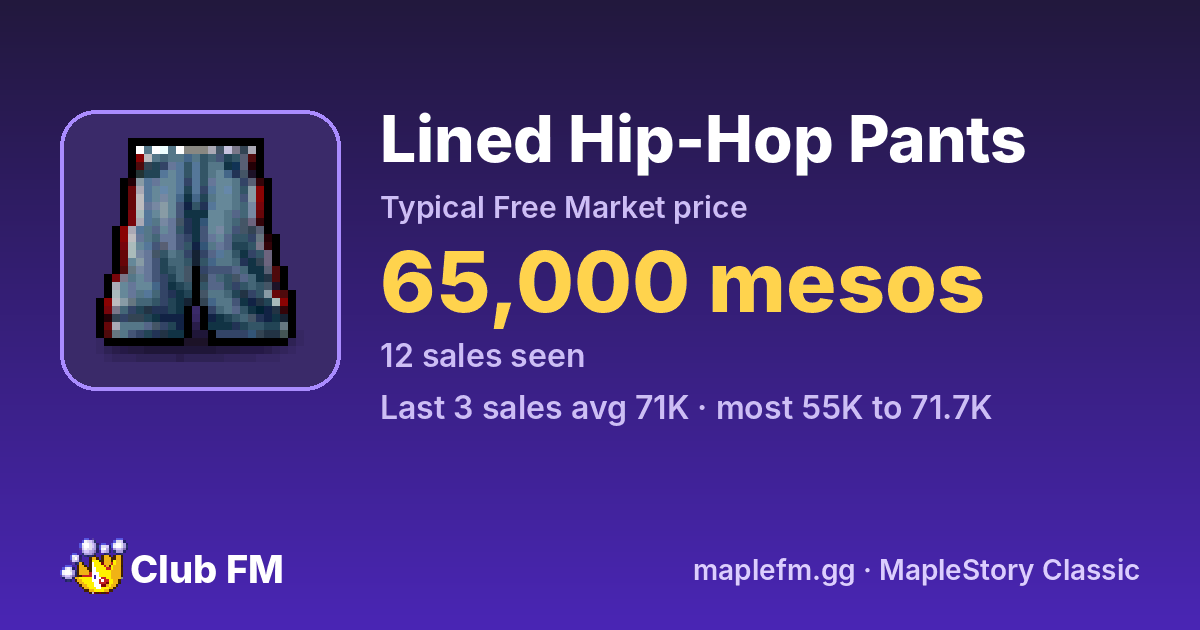 Lined Hip-Hop Pants
Typical Free Market price
65,000 mesos
12 sales seen
Last 3 sales avg 71K · most 55K to 71.7K
Club FM
maplefm.gg · MapleStory Classic